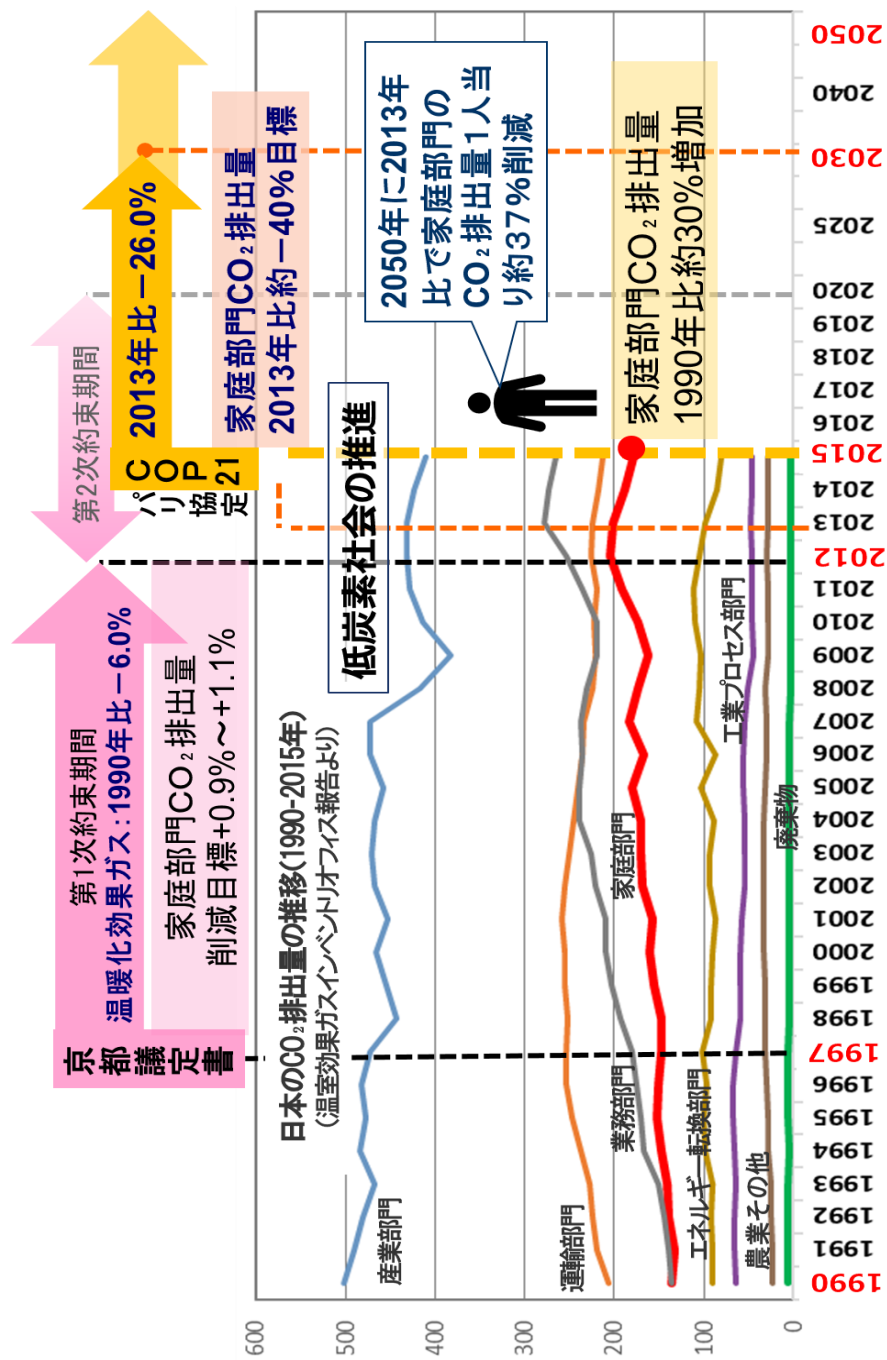 第1次約束期間
温暖化効果ガス：1990年比－6.0%
家庭部門CO₂排出量
削減目標+0.9%～+1.1%
京都議定書
第2次約束期間
COP21
パリ協定
2013年比－26.0%
家庭部門CO₂排出量
2013年比約－40%目標
日本のCO₂排出量の推移(1990-2015年)
（温室効果ガスインベントリオフィス報告より）
低炭素社会の推進
2050年に2013年
比で家庭部門の
CO₂排出量1人当
り約37%削減
家庭部門CO₂排出量
1990年比約30%増加
600
500
400
300
200
100
0
産業部門
運輸部門
業務部門
家庭部門
エネルギー転換部門
工業プロセス部門
農業その他
廃棄物
1990
1991
1992
1993
1994
1995
1996
1997
1998
1999
2000
2001
2002
2003
2004
2005
2006
2007
2008
2009
2010
2011
2012
2013
2014
2015
2016
2017
2018
2019
2020
2025
2030
2040
2050